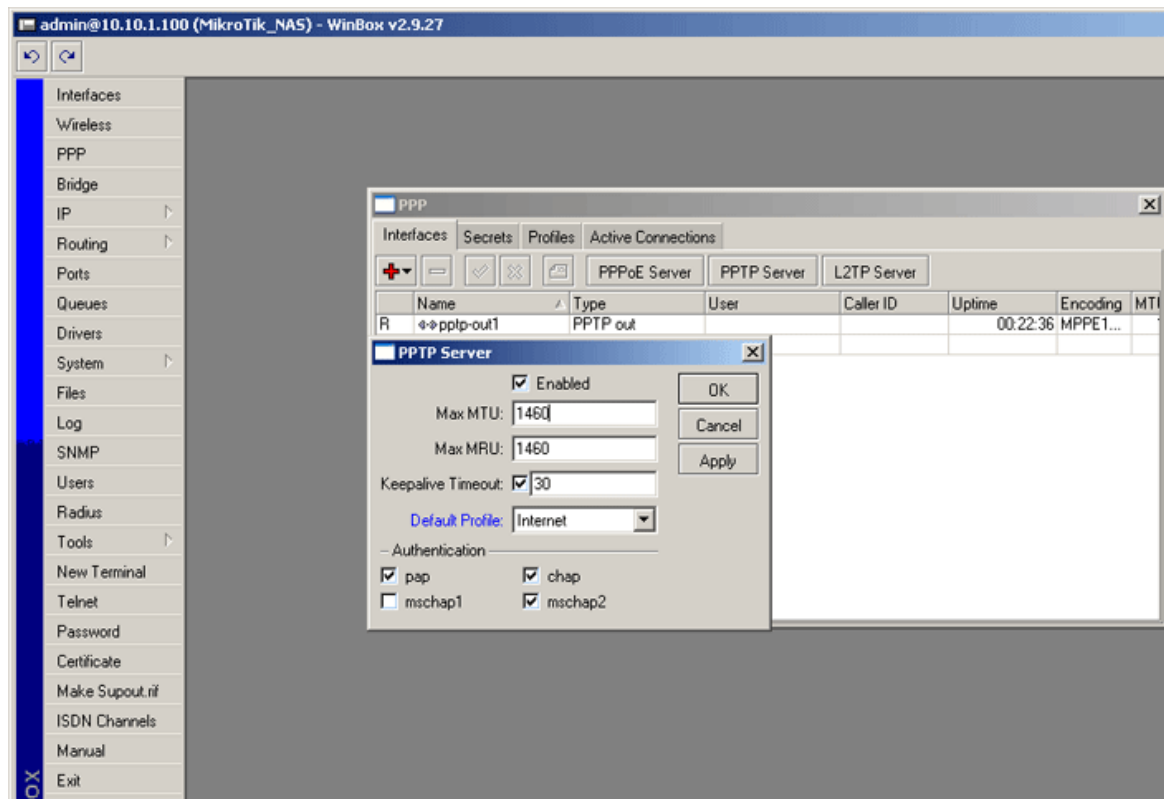 admin@10.10.1.100 (MikroTik_NAS) - WinBox v2.9.27
Interfaces
Wireless
PPP
Bridge
IP
Routing
Ports
Queues
Drivers
System
Files
Log
SNMP
Users
Radius
Tools
New Terminal
Telnet
Password
Certificate
Make Supout.rif
ISDN Channels
Manual
Exit
PPP
Interfaces Secrets Profiles Active Connections
PPPoE Server PPTP Server L2TP Server
Name Type User Caller ID Uptime Encoding MTU
R pptp-out1 PPTP out 00:22:36 MPPE1...
PPTP Server
Enabled
OK
Max MTU: 1460
Cancel
Max MRU: 1460
Apply
Keepalive Timeout: 30
Default Profile: Internet
Authentication
pap chap
mschap1 mschap2